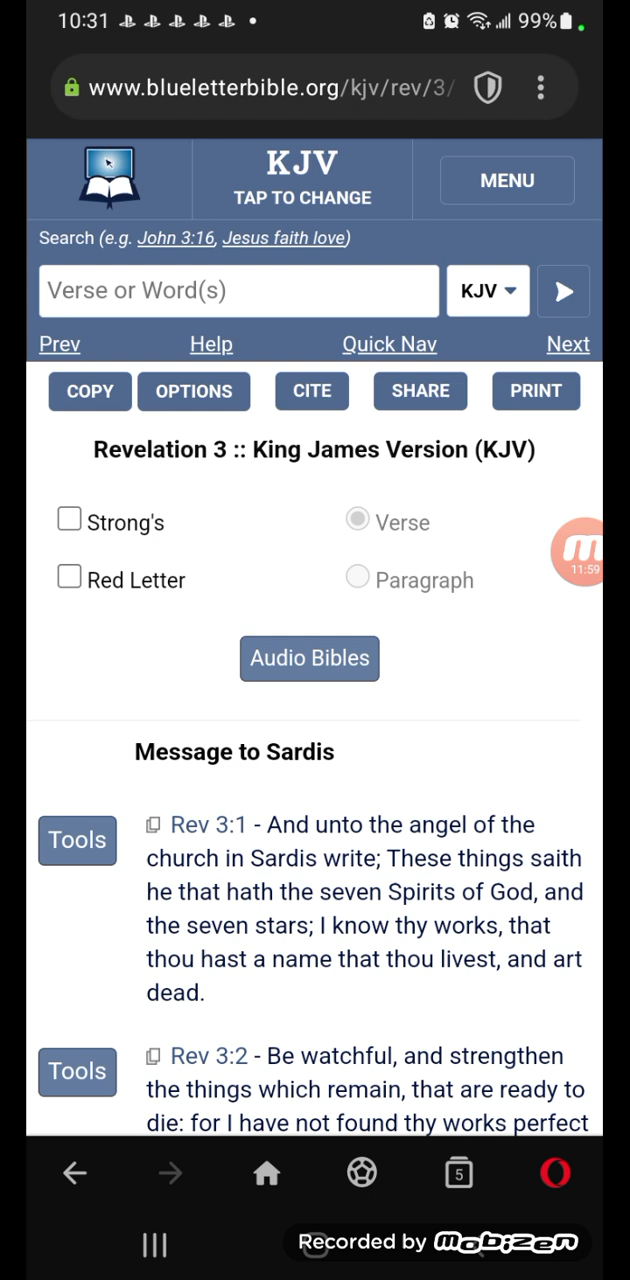 10:31
99%
www.blueletterbible.org/kjv/rev/3/
KJV
TAP TO CHANGE
MENU
Search (e.g. John 3:16, Jesus faith love)
Verse or Word(s)
KJV
Prev Help Quick Nav Next
COPY OPTIONS CITE SHARE PRINT
Revelation 3 :: King James Version (KJV)
Strong's Verse
11:59
Red Letter Paragraph
Audio Bibles
Message to Sardis
Tools
Rev 3:1 - And unto the angel of the
church in Sardis write; These things saith
he that hath the seven Spirits of God, and
the seven stars; I know thy works, that
thou hast a name that thou livest, and art
dead.
Tools
Rev 3:2 - Be watchful, and strengthen
the things which remain, that are ready to
die: for I have not found thy works perfect
5
Recorded by mobizen